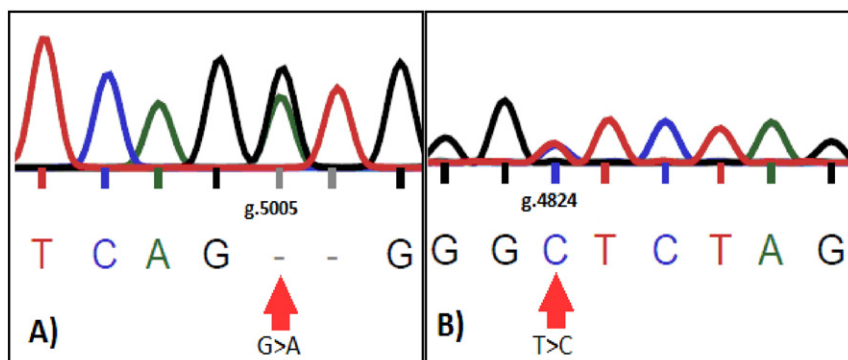 g.5005
T C A G - - G
A)
G>A
g.4824
G G C T C T A G
B)
T>C